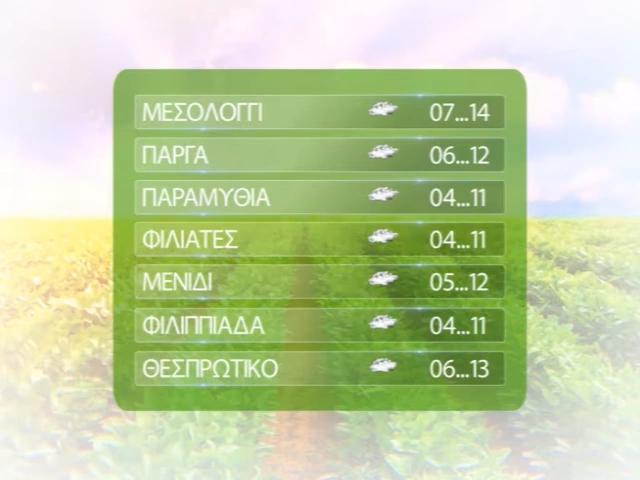 ΜΕΣΟΛΟΓΓΙ 07...14
ΠΑΡΓΑ 06...12
ΠΑΡΑΜΥΘΙΑ 04...11
ΦΙΛΙΑΤΕΣ 04...11
ΜΕΝΙΔΙ 05...12
ΦΙΛΙΠΠΙΑΔΑ 04...11
ΘΕΣΠΡΩΤΙΚΟ 06...13